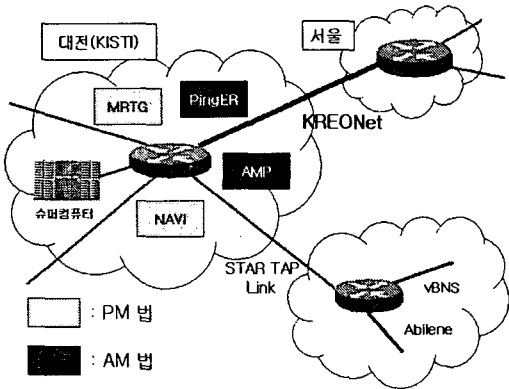 대전(KISTI)
서울
MRTG
PingER
KREONet
AMP
슈퍼컴퓨터
NAVI
STAR TAP
Link
vBNS
Abilene
: PM 법
: AM 법